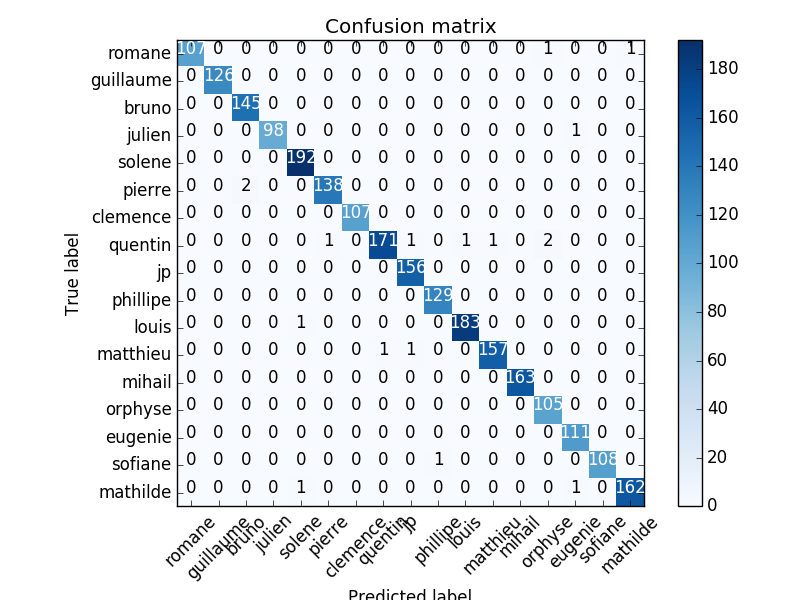 Confusion matrix
romane 107 0 0 0 0 0 0 0 0 0 0 0 0 1 0 0 1
guillaume 0 126 0 0 0 0 0 0 0 0 0 0 0 0 0 0 0
bruno 0 0 145 0 0 0 0 0 0 0 0 0 0 0 0 0 0
julien 0 0 0 98 0 0 0 0 0 0 0 0 0 0 1 0 0
solene 0 0 0 0 192 0 0 0 0 0 0 0 0 0 0 0 0
pierre 0 0 2 0 0 138 0 0 0 0 0 0 0 0 0 0 0
clemence 0 0 0 0 0 0 107 0 0 0 0 0 0 0 0 0 0
quentin 0 0 0 0 0 1 0 171 1 0 1 1 0 2 0 0 0
jp 0 0 0 0 0 0 0 0 156 0 0 0 0 0 0 0 0
phillipe 0 0 0 0 0 0 0 0 0 129 0 0 0 0 0 0 0
louis 0 0 0 0 1 0 0 0 0 0 183 0 0 0 0 0 0
matthieu 0 0 0 0 0 0 0 1 1 0 0 157 0 0 0 0 0
mihail 0 0 0 0 0 0 0 0 0 0 0 0 163 0 0 0 0
orphyse 0 0 0 0 0 0 0 0 0 0 0 0 0 105 0 0 0
eugenie 0 0 0 0 0 0 0 0 0 0 0 0 0 0 111 0 0
sofiane 0 0 0 0 0 0 0 0 0 1 0 0 0 0 0 108 0
mathilde 0 0 0 0 1 0 0 0 0 0 0 0 0 0 1 0 162
True label
romane guillaume bruno julien solene pierre clemence quentin jp phillipe louis matthieu mihail orphyse eugenie sofiane mathilde
Predicted label
180
160
140
120
100
80
60
40
20
0